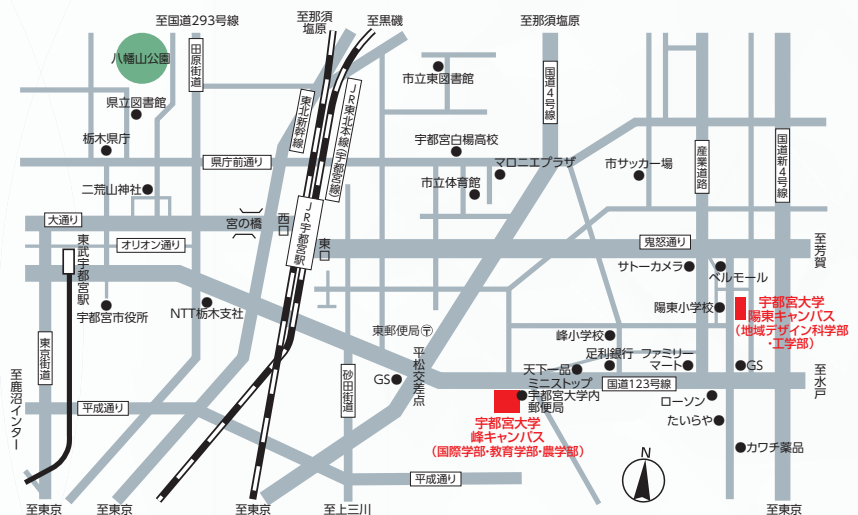 至国道293号線
至那須
塩原
至黒磯
至那須塩原
八幡山公園
田原街道
県立図書館
栃木県庁
東北新幹線
JR東北本線(宇都宮線)
市立東図書館
国道4号線
宇都宮白楊高校
マロニエプラザ
産業道路
国道新4号線
県庁前通り
市立体育館
市サッカー場
二荒山神社
大通り
宮の橋
西口
JR宇都宮駅
東口
オリオン通り
東武宇都宮駅
鬼怒通り
至芳賀
サトーカメラ
ベルモール
宇都宮市役所
NTT栃木支社
陽東小学校
宇都宮大学
陽東キャンパス
(地域デザイン科学部
・工学部)
東郵便局〶
峰小学校
平松交差点
東京街道
至鹿沼インター
砂田街道
GS
天下一品
足利銀行
ファミリー
マート
GS
至水戸
国道123号線
ミニストップ
宇都宮大学内
郵便局
ローソン
たいらや
平成通り
宇都宮大学
峰キャンパス
(国際学部・教育学部・農学部)
カワチ薬品
N
平成通り
至東京
至東京
至東京
至上三川
至東京